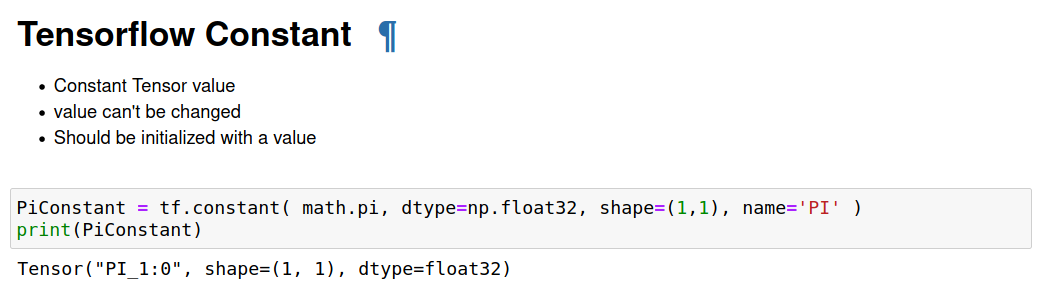 Tensorflow Constant ¶
• Constant Tensor value
• value can't be changed
• Should be initialized with a value
PiConstant = tf.constant( math.pi, dtype=np.float32, shape=(1,1), name='PI' )
print(PiConstant)
Tensor("PI_1:0", shape=(1, 1), dtype=float32)